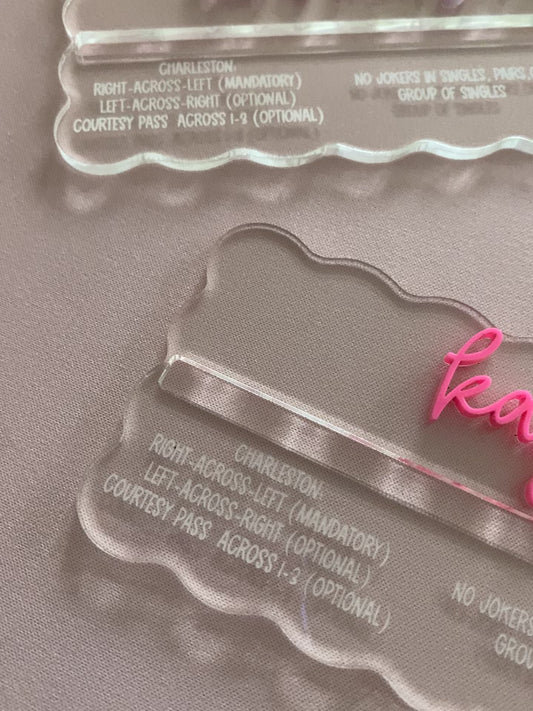 CHARLESTON:
RIGHT-ACROSS-LEFT (MANDATORY)
LEFT-ACROSS-RIGHT (OPTIONAL)
COURTESY PASS ACROSS 1-3 (OPTIONAL)
NO JOKERS IN SINGLES, PAIRS,
GROUP OF SINGLES
ka
CHARLESTON:
RIGHT-ACROSS-LEFT (MANDATORY)
LEFT-ACROSS-RIGHT (OPTIONAL)
COURTESY PASS ACROSS 1-3 (OPTIONAL)
NO JOKERS
GROU